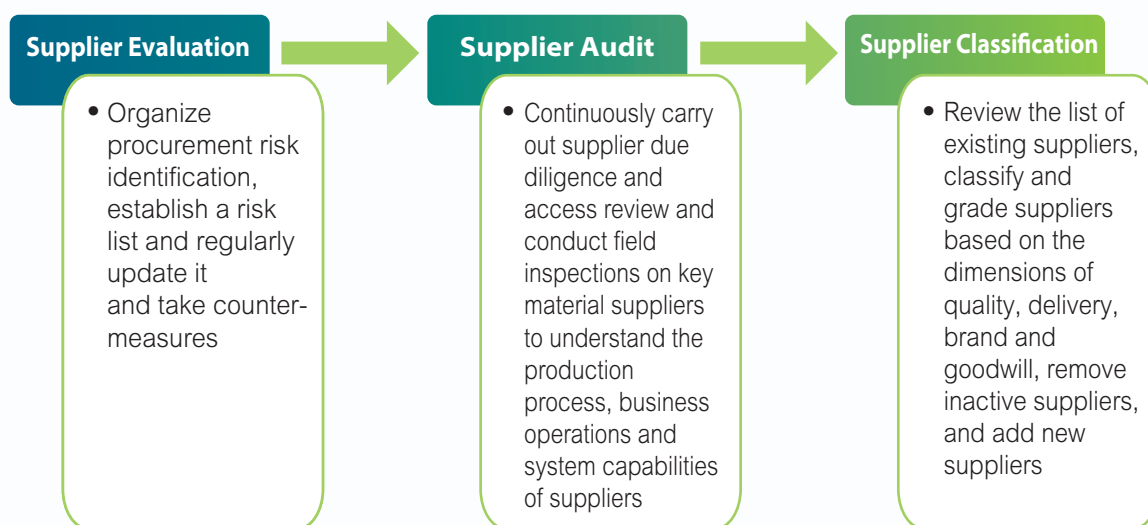 Supplier Evaluation
• Organize
procurement risk
identification,
establish a risk
list and regularly
update it
and take counter-
measures
Supplier Audit
• Continuously carry
out supplier due
diligence and
access review and
conduct field
inspections on key
material suppliers
to understand the
production
process, business
operations and
system capabilities
of suppliers
Supplier Classification
• Review the list of
existing suppliers,
classify and
grade suppliers
based on the
dimensions of
quality, delivery,
brand and
goodwill, remove
inactive suppliers,
and add new
suppliers